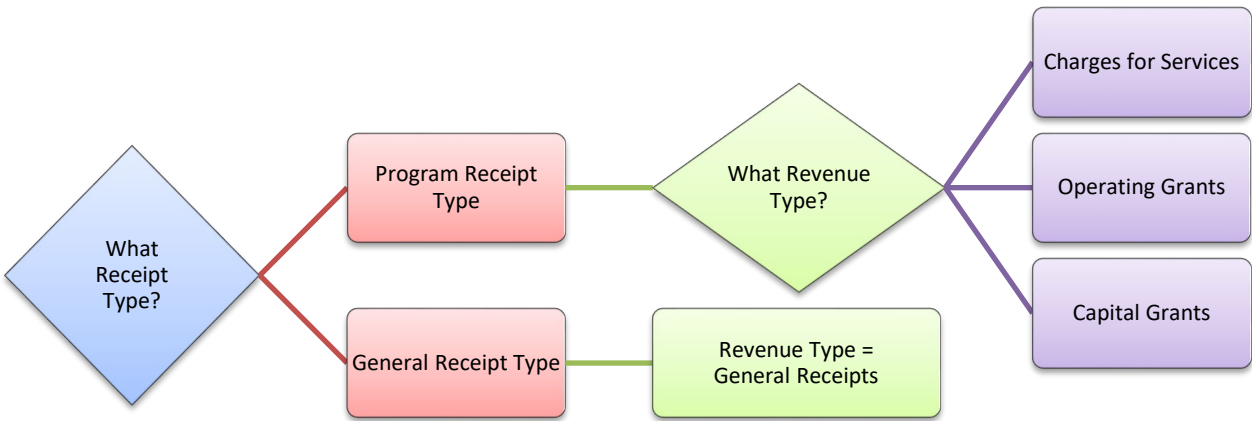 What
Receipt
Type?
Program Receipt
Type
General Receipt Type
What Revenue
Type?
Revenue Type =
General Receipts
Charges for Services
Operating Grants
Capital Grants